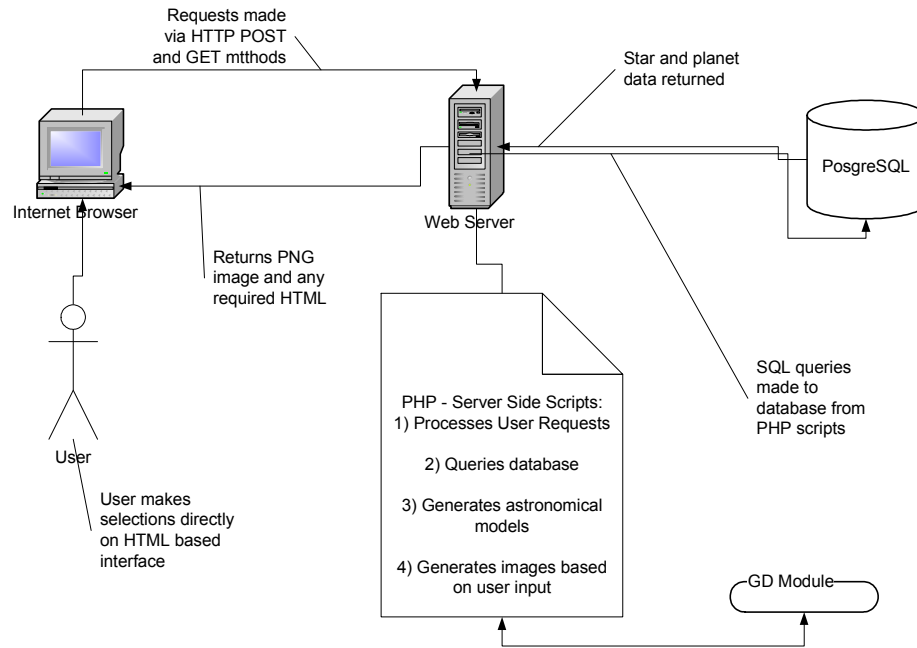 Requests made
via HTTP POST
and GET mtthods
Star and planet
data returned
PosgreSQL
Internet Browser
Web Server
Returns PNG
image and any
required HTML
SQL queries
made to
database from
PHP scripts
PHP - Server Side Scripts:
1) Processes User Requests
2) Queries database
3) Generates astronomical
models
4) Generates images based
on user input
User
User makes
selections directly
on HTML based
interface
GD Module